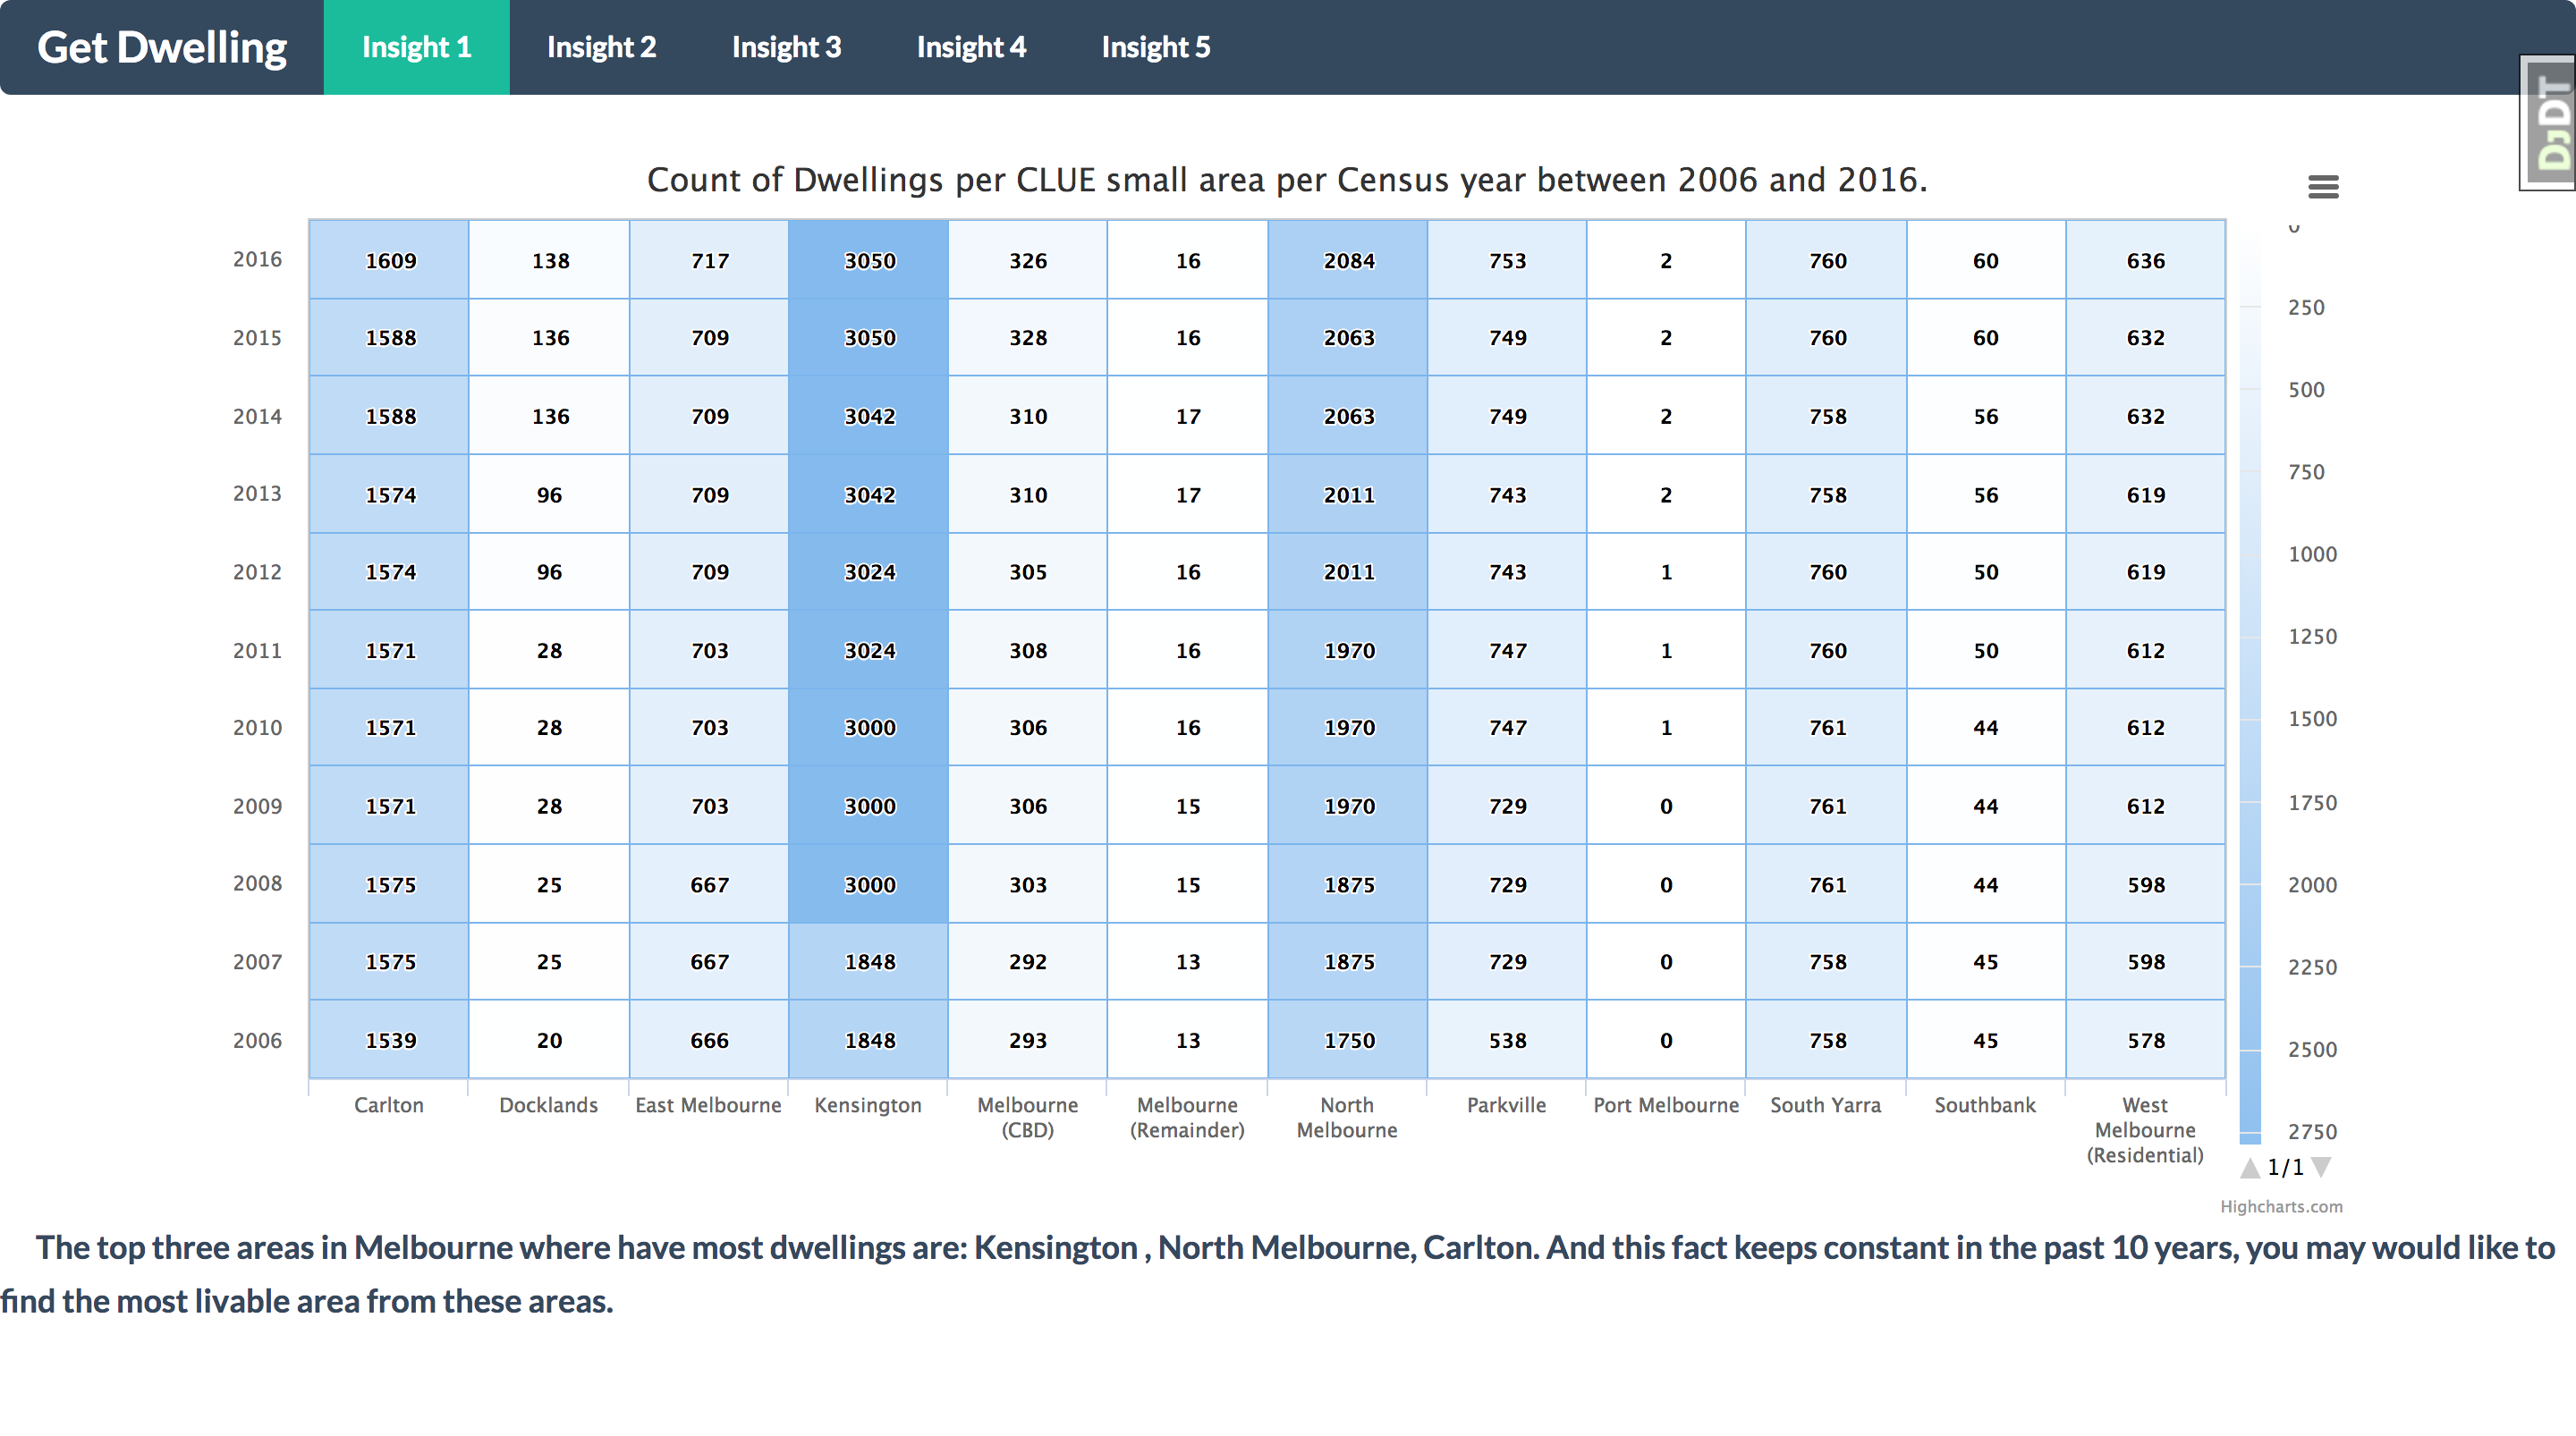 Get Dwelling Insight 1 Insight 2 Insight 3 Insight 4 Insight 5
DJDT
Count of Dwellings per CLUE small area per Census year between 2006 and 2016.
2016 1609 138 717 3050 326 16 2084 753 2 760 60 636
2015 1588 136 709 3050 328 16 2063 749 2 760 60 632
2014 1588 136 709 3042 310 17 2063 749 2 758 56 632
2013 1574 96 709 3042 310 17 2011 743 2 758 56 619
2012 1574 96 709 3024 305 16 2011 743 1 760 50 619
2011 1571 28 703 3024 308 16 1970 747 1 760 50 612
2010 1571 28 703 3000 306 16 1970 747 1 761 44 612
2009 1571 28 703 3000 306 15 1970 729 0 761 44 612
2008 1575 25 667 3000 303 15 1875 729 0 761 44 598
2007 1575 25 667 1848 292 13 1875 729 0 758 45 598
2006 1539 20 666 1848 293 13 1750 538 0 758 45 578
Carlton
Docklands
East Melbourne
Kensington
Melbourne
(CBD)
Melbourne
(Remainder)
North
Melbourne
Parkville
Port Melbourne
South Yarra
Southbank
West
Melbourne
(Residential)
0
250
500
750
1000
1250
1500
1750
2000
2250
2500
2750
1/1
Highcharts.com
The top three areas in Melbourne where have most dwellings are: Kensington , North Melbourne, Carlton. And this fact keeps constant in the past 10 years, you may would like to
find the most livable area from these areas.